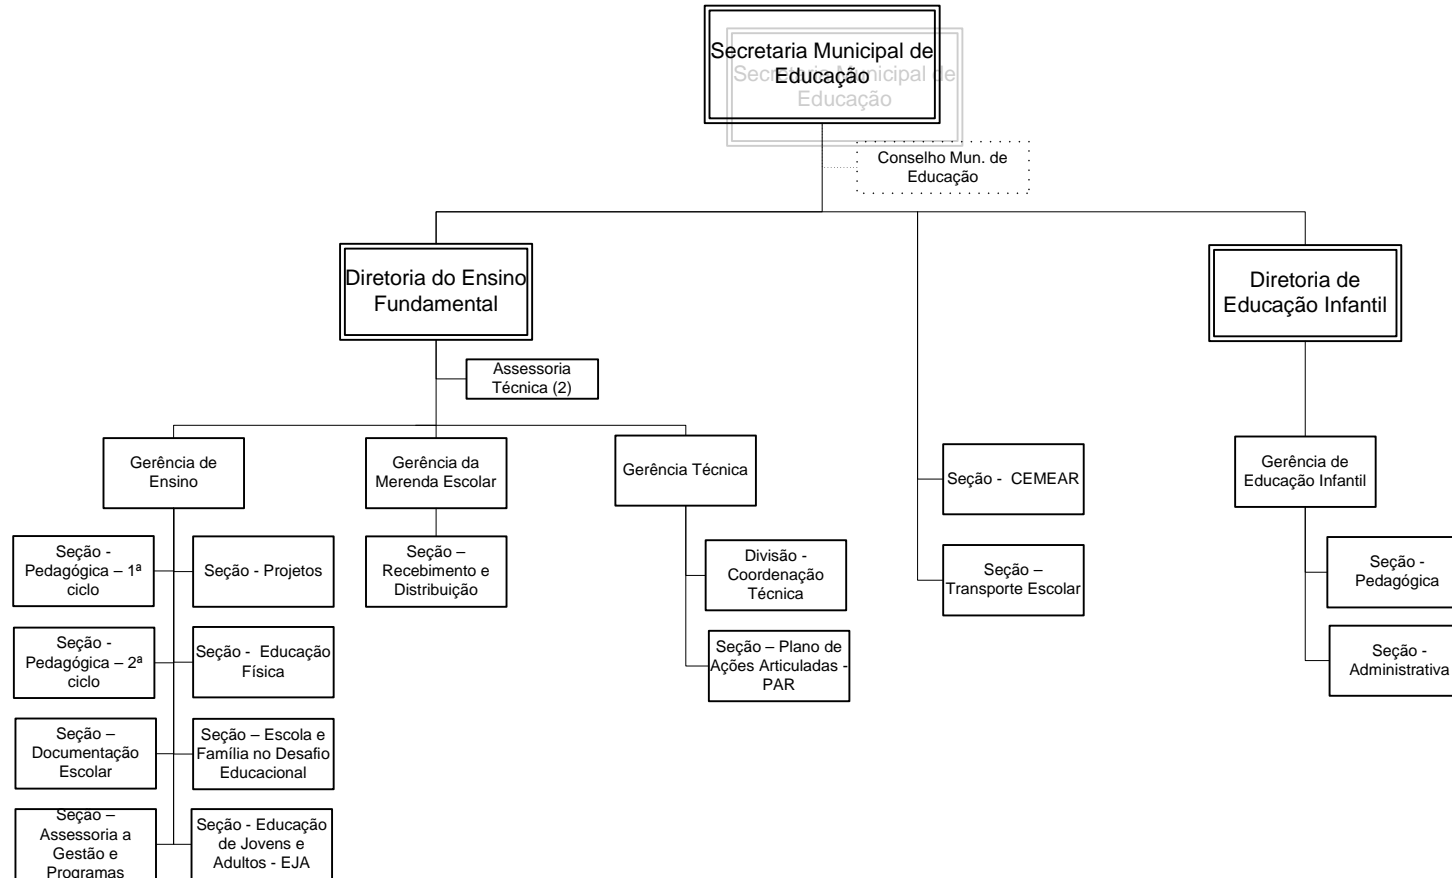 Secretaria Municipal de
Educação
Secretaria Municipal de
Educação
Conselho Mun. de
Educação
Diretoria do Ensino
Fundamental
Diretoria de
Educação Infantil
Assessoria
Técnica (2)
Gerência de
Ensino
Gerência da
Merenda Escolar
Gerência Técnica
Seção - CEMEAR
Gerência de
Educação Infantil
Seção -
Pedagógica – 1ª
ciclo
Seção - Projetos
Seção –
Recebimento e
Distribuição
Divisão -
Coordenação
Técnica
Seção –
Transporte Escolar
Seção -
Pedagógica
Seção -
Pedagógica – 2ª
ciclo
Seção - Educação
Física
Seção – Plano de
Ações Articuladas -
PAR
Seção -
Administrativa
Seção –
Documentação
Escolar
Seção – Escola e
Família no Desafio
Educacional
Seção –
Assessoria a
Gestão e
Programas
Seção - Educação
de Jovens e
Adultos - EJA